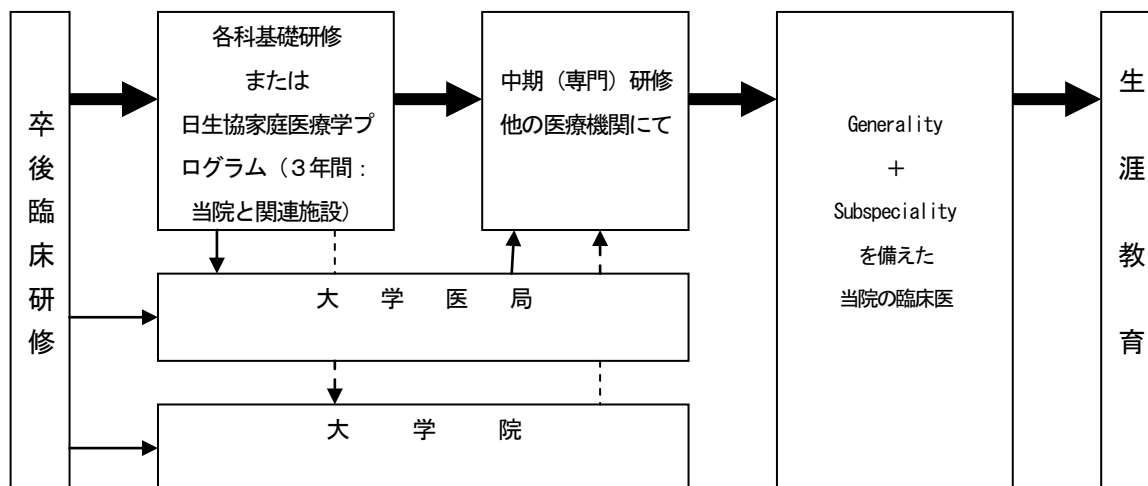 卒後臨床研修
各科基礎研修
または
日生協家庭医療学プ
ログラム（３年間：
当院と関連施設）
中期（専門）研修
他の医療機関にて
大学医局
大学院
Generality
＋
Subspeciality
を備えた
当院の臨床医
生涯教育